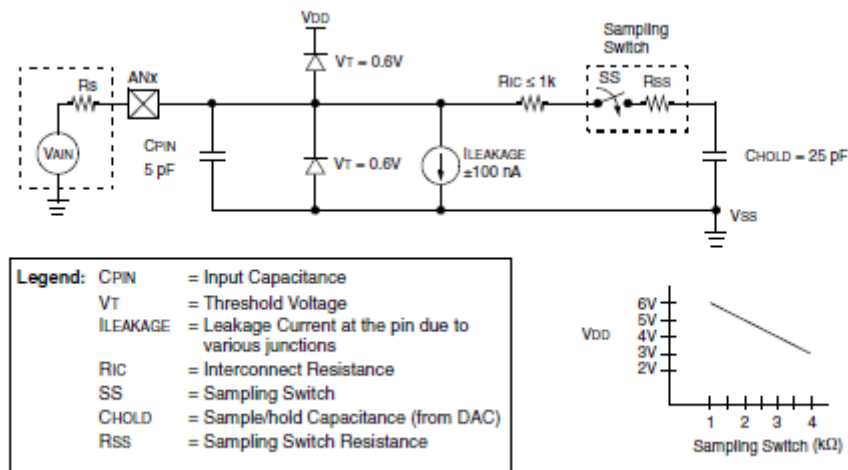 VDD
Sampling
Switch
VT = 0.6V
ANx
Rs
RIC ≤ 1k
SS
RSS
VAIN
CPIN
5 pF
VT = 0.6V
ILEAKAGE
±100 nA
CHOLD = 25 pF
VSS
Legend: CPIN = Input Capacitance
VT = Threshold Voltage
ILEAKAGE = Leakage Current at the pin due to
various junctions
RIC = Interconnect Resistance
SS = Sampling Switch
CHOLD = Sample/hold Capacitance (from DAC)
RSS = Sampling Switch Resistance
VDD
6V
5V
4V
3V
2V
1 2 3 4
Sampling Switch (kΩ)